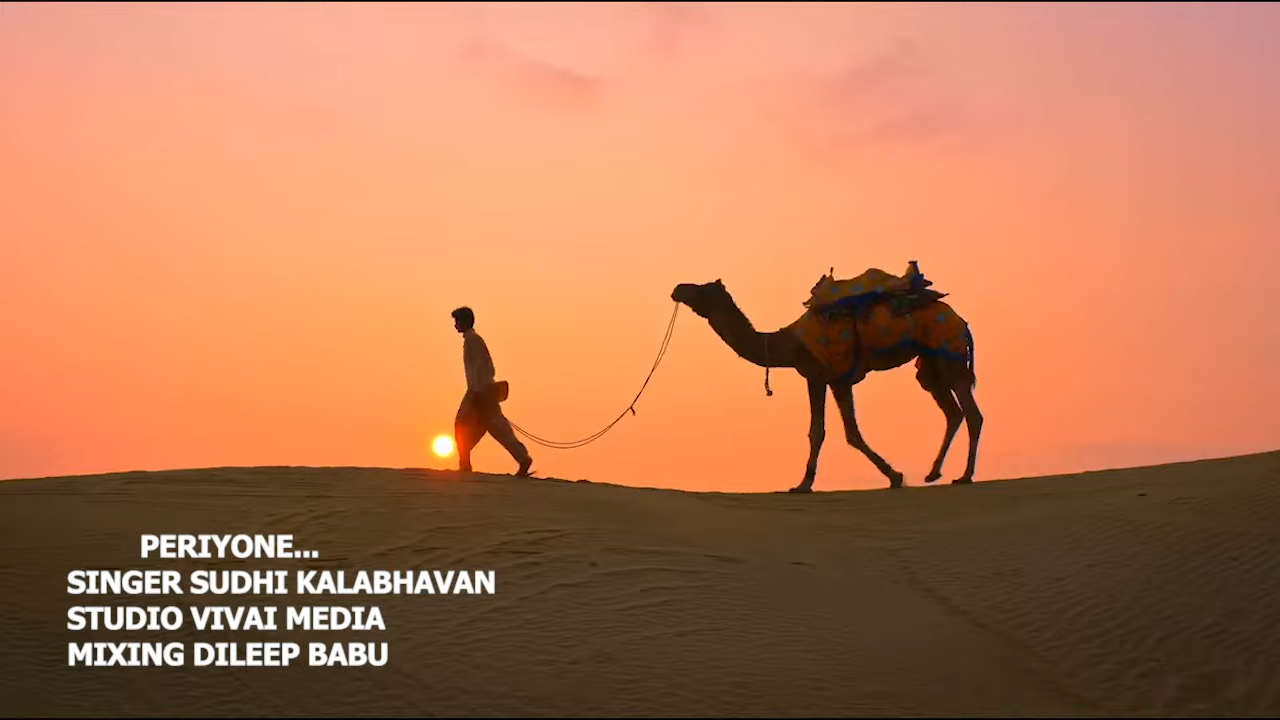 PERIYONE...
SINGER SUDHI KALABHAVAN
STUDIO VIVAI MEDIA
MIXING DILEEP BABU